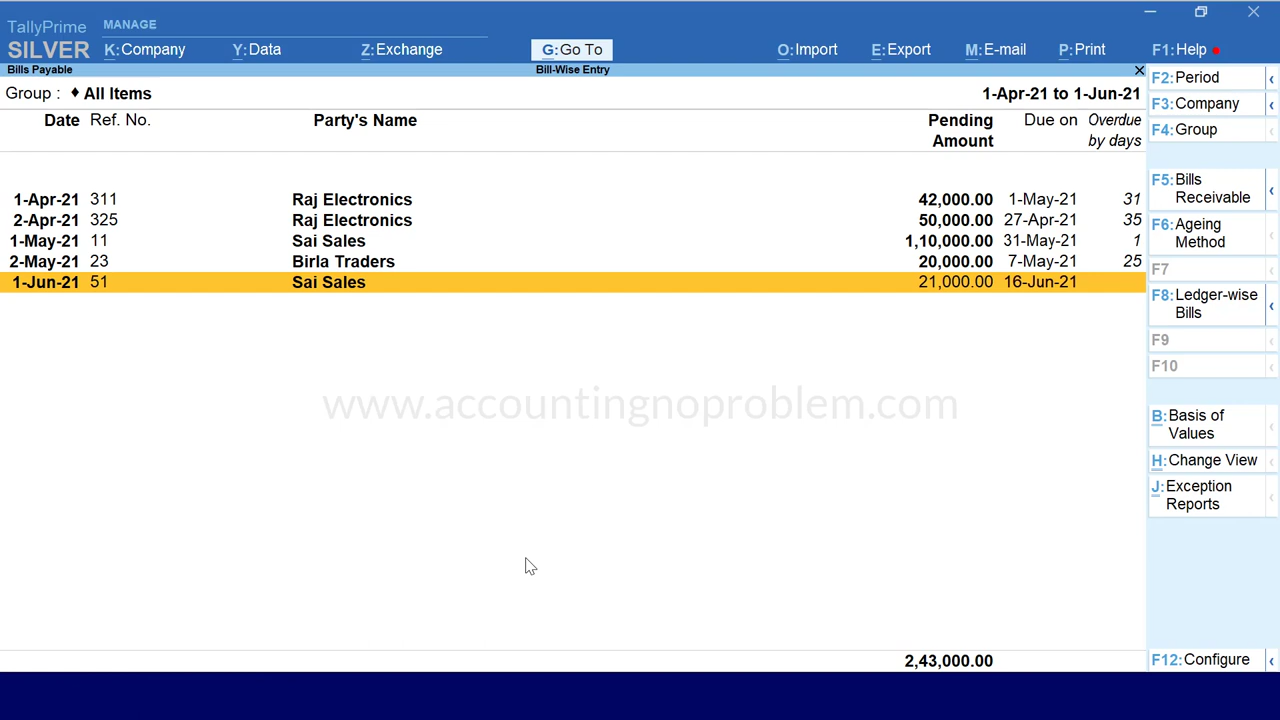 TallyPrime MANAGE
SILVER K:Company Y:Data Z:Exchange G:Go To O:Import E:Export M:E-mail P:Print F1:Help
Bills Payable Bill-Wise Entry
Group : ♦ All Items 1-Apr-21 to 1-Jun-21
Date Ref. No. Party's Name Pending Amount Due on Overdue by days
1-Apr-21 311 Raj Electronics 42,000.00 1-May-21 31
2-Apr-21 325 Raj Electronics 50,000.00 27-Apr-21 35
1-May-21 11 Sai Sales 1,10,000.00 31-May-21 1
2-May-21 23 Birla Traders 20,000.00 7-May-21 25
1-Jun-21 51 Sai Sales 21,000.00 16-Jun-21
www.accountingnoproblem.com
2,43,000.00
F2:Period
F3:Company
F4:Group
F5:Bills
Receivable
F6:Ageing
Method
F7
F8:Ledger-wise
Bills
F9
F10
B:Basis of
Values
H:Change View
J:Exception
Reports
F12:Configure